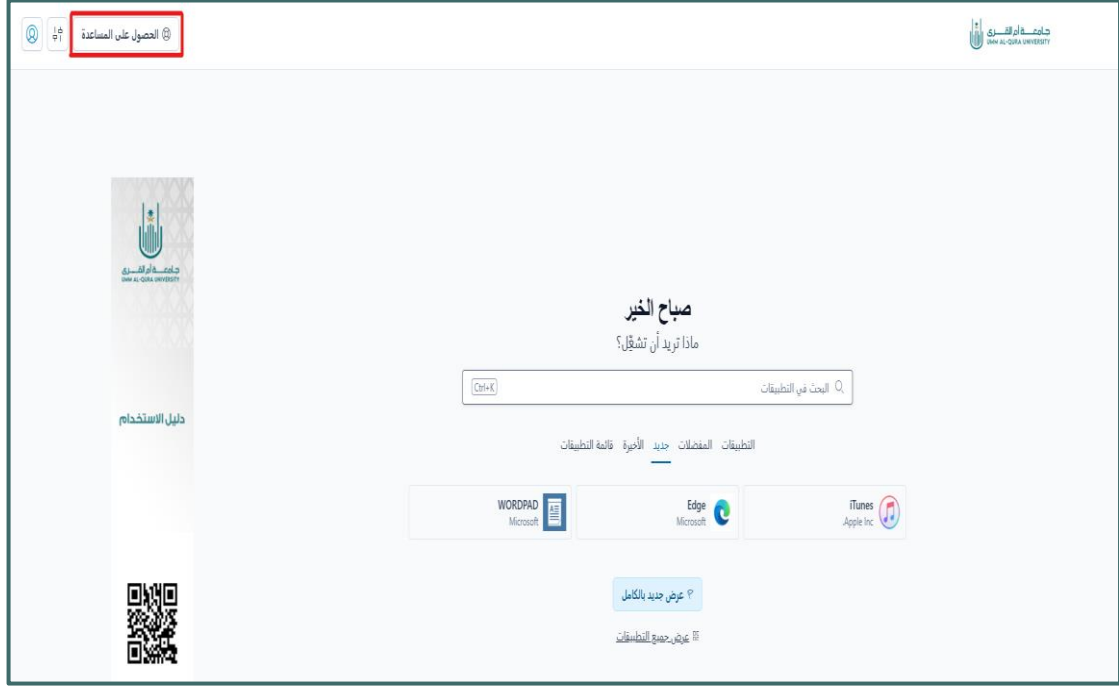 جامعة أم القرى
UMM AL-QURA UNIVERSITY
الحصول على المساعدة
جامعة أم القرى
UMM AL-QURA UNIVERSITY
دليل الاستخدام
صباح الخير
ماذا تريد أن تشغّل؟
البحث في التطبيقات
Ctrl+K
التطبيقات المفضلات جديد الأخيرة قائمة التطبيقات
iTunes
Apple Inc.
Edge
Microsoft
WORDPAD
Microsoft
عرض جديد بالكامل
عرض جميع التطبيقات